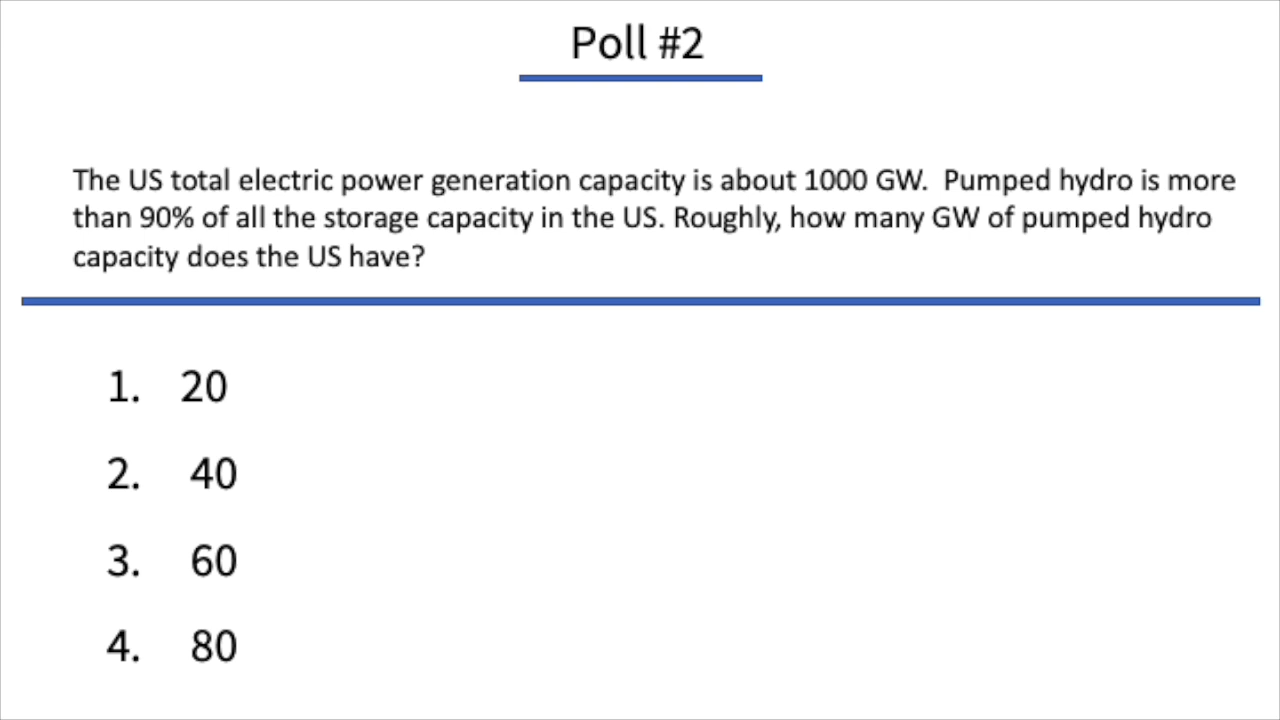 Poll #2
The US total electric power generation capacity is about 1000 GW.  Pumped hydro is more
than 90% of all the storage capacity in the US. Roughly, how many GW of pumped hydro
capacity does the US have?
1. 20
2. 40
3. 60
4. 80